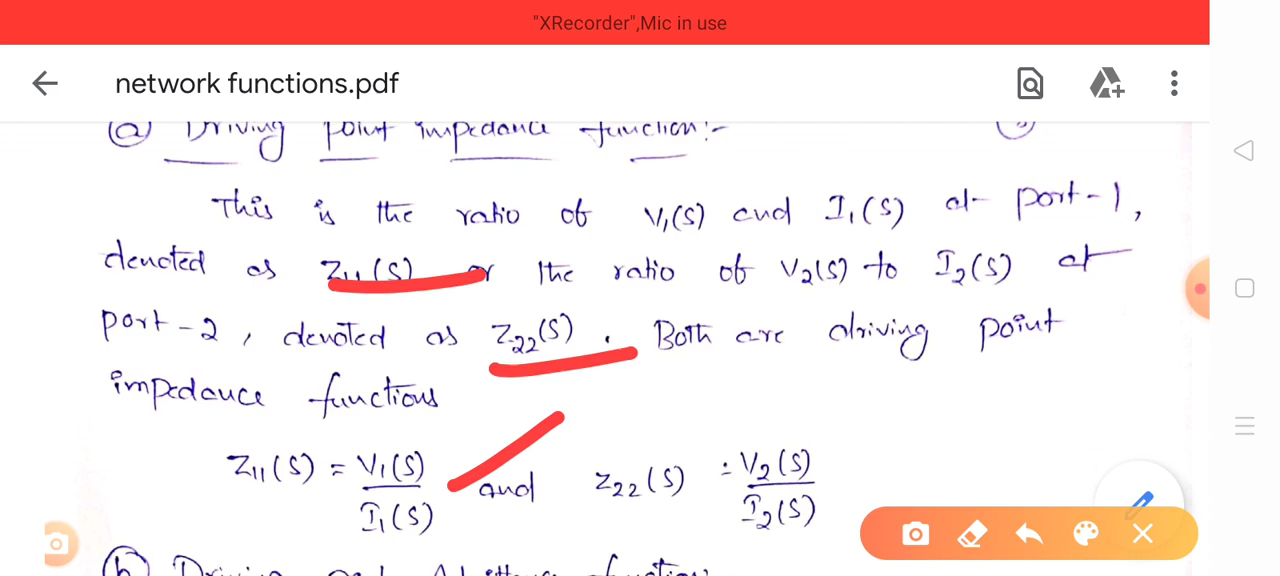 "XRecorder",Mic in use
network functions.pdf
(a) Driving point impedance function:-
This is the ratio of V1(S) and I1(S) at port-1,
denoted as Z11(S) or the ratio of V2(S) to I2(S) at
port-2, denoted as Z22(S). Both are driving point
impedance functions
Z11(S) = V1(S)/I1(S) and Z22(S) = V2(S)/I2(S)
(b) Driving